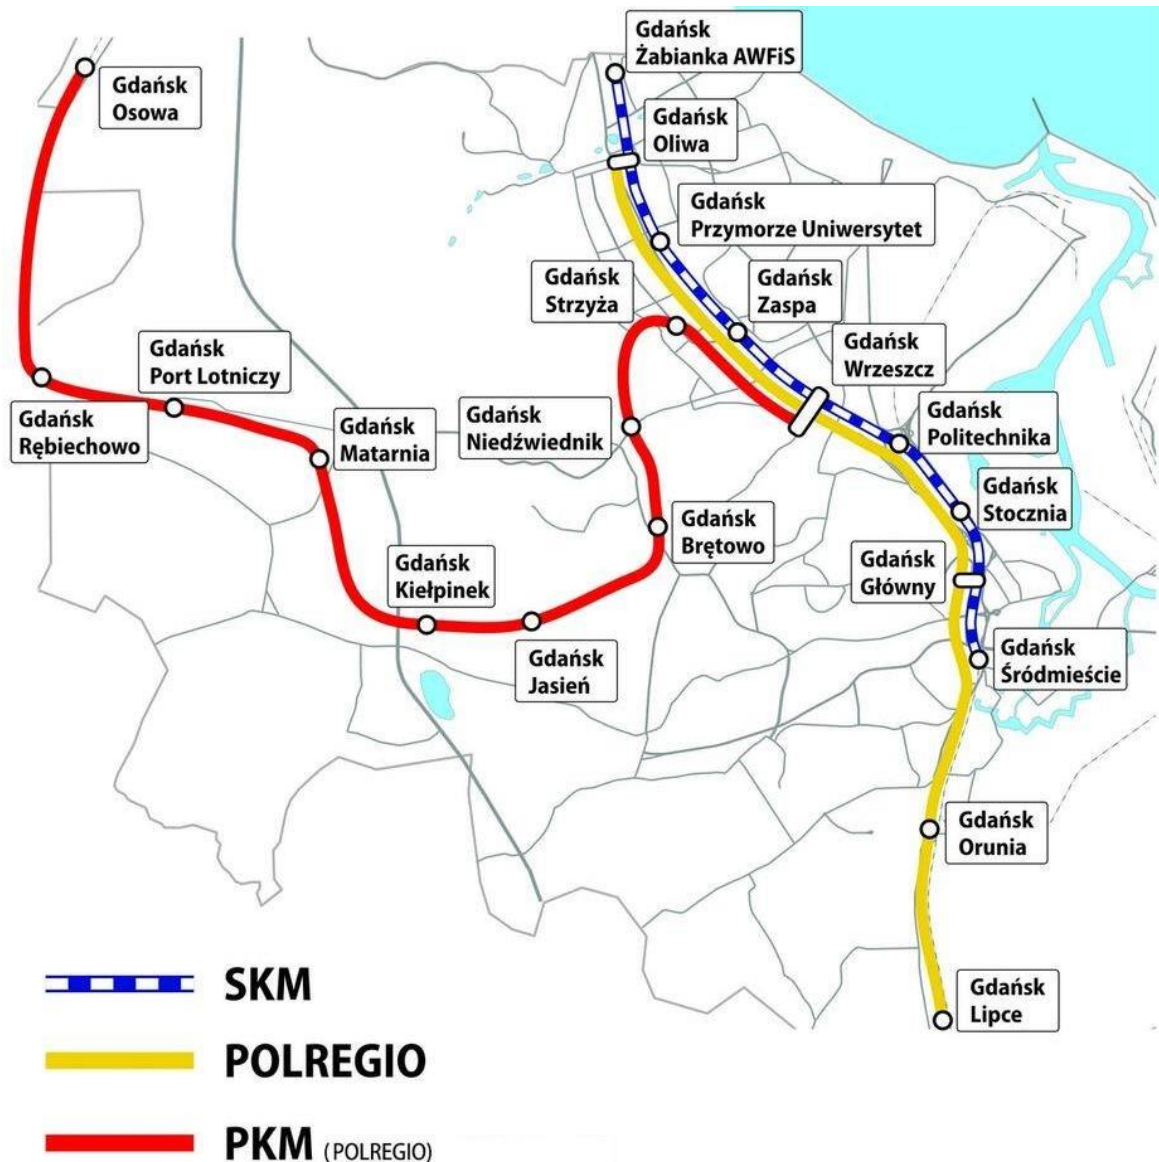 Gdańsk
Żabianka AWFiS
Gdańsk
Osowa
Gdańsk
Oliwa
Gdańsk
Przymorze Uniwersytet
Gdańsk
Strzyża
Gdańsk
Zaspa
Gdańsk
Port Lotniczy
Gdańsk
Wrzeszcz
Gdańsk
Rębiechowo
Gdańsk
Matarnia
Gdańsk
Niedźwiednik
Gdańsk
Politechnika
Gdańsk
Stocznia
Gdańsk
Brętowo
Gdańsk
Kiełpinek
Gdańsk
Główny
Gdańsk
Jasień
Gdańsk
Śródmieście
Gdańsk
Orunia
Gdańsk
Lipce
SKM
POLREGIO
PKM (POLREGIO)